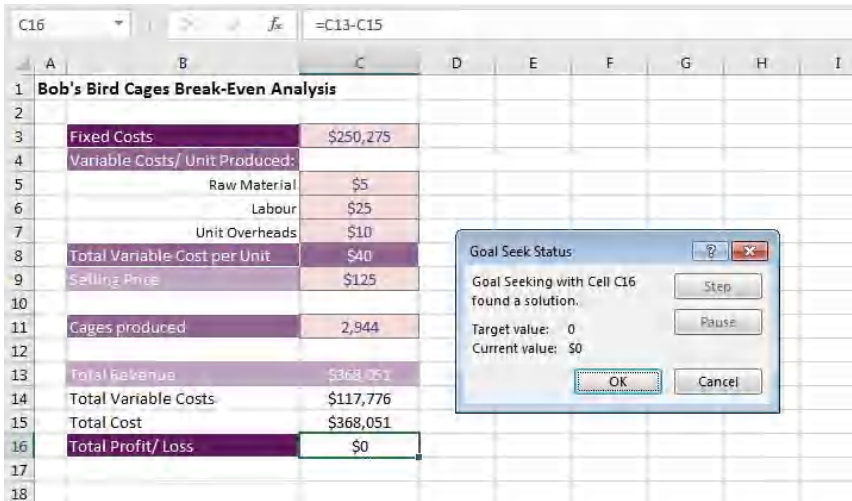 C16 fx =C13-C15
A B C D E F G H I
1 Bob's Bird Cages Break-Even Analysis
2
3 Fixed Costs $250,275
4 Variable Costs/ Unit Produced:
5 Raw Material $5
6 Labour $25
7 Unit Overheads $10
8 Total Variable Cost per Unit $40
9 Selling Price $125
10
11 Cages produced 2,944
12
13 Total Revenue $368,051
14 Total Variable Costs $117,776
15 Total Cost $368,051
16 Total Profit/ Loss $0
17
18
Goal Seek Status
?
Goal Seeking with Cell C16 Step
found a solution.
Pause
Target value: 0
Current value: $0
OK Cancel